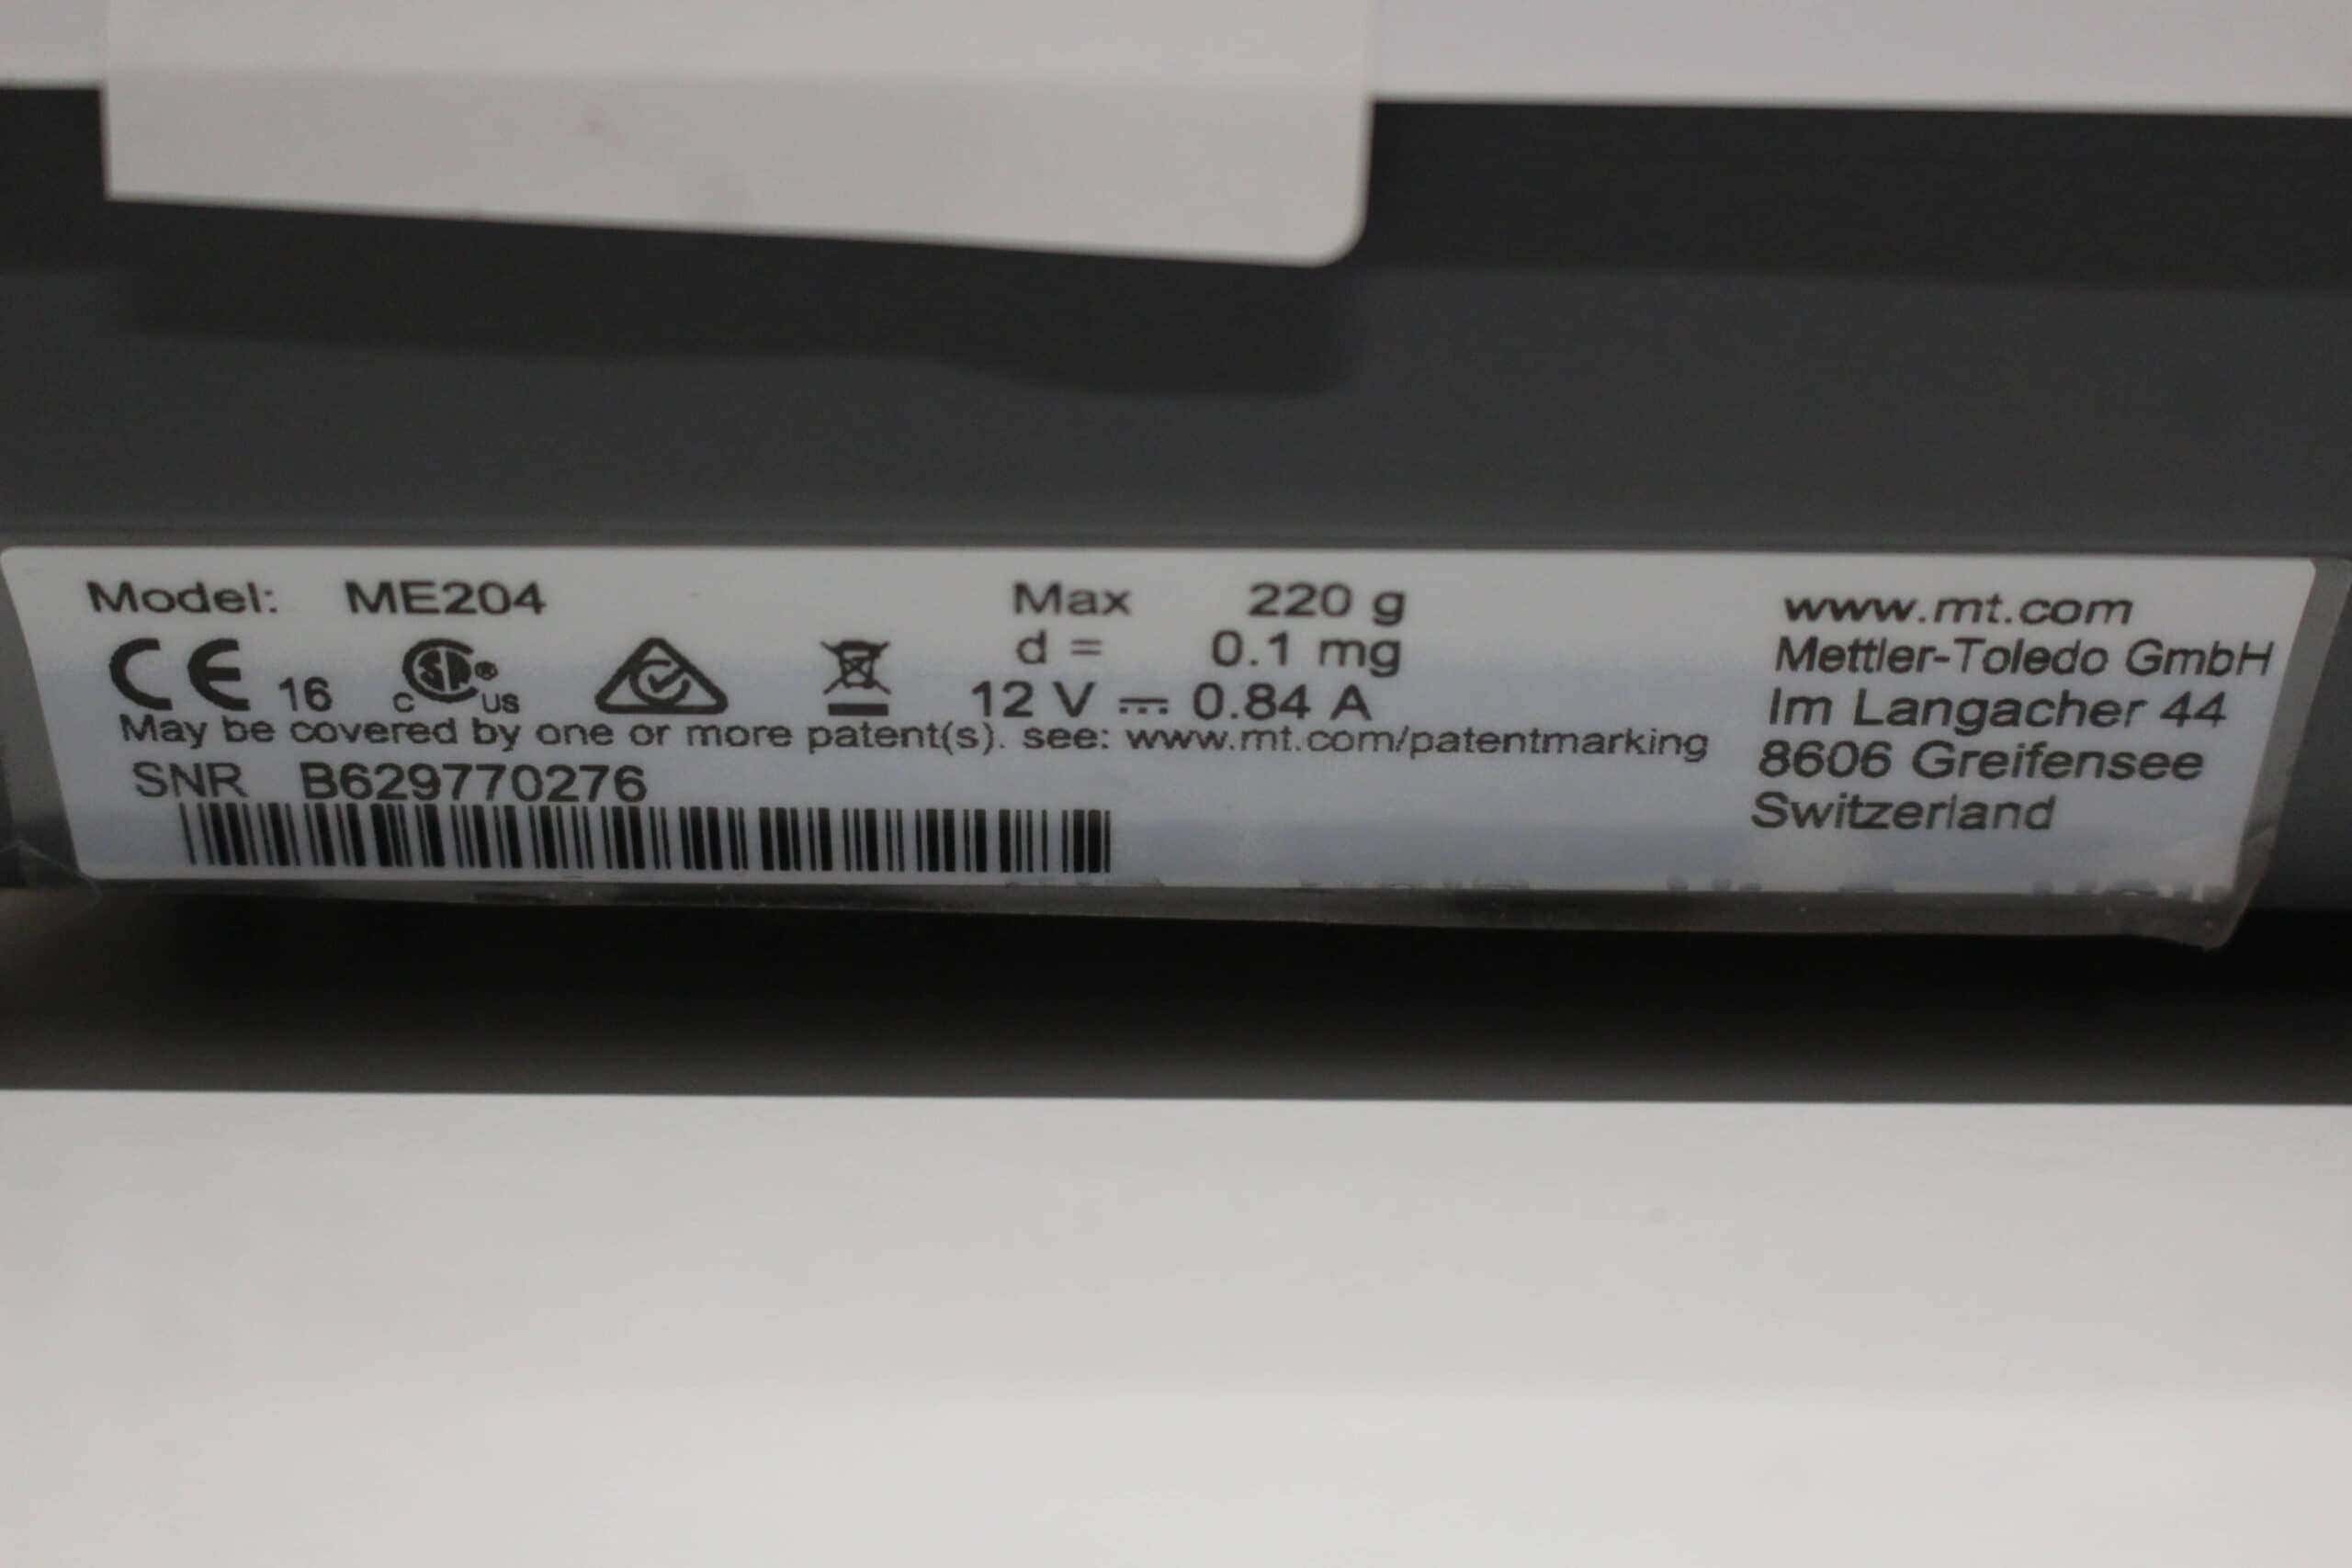 Model: ME204
CE 16 C SP® US
May be covered by one or more patent(s). see: www.mt.com/patentmarking
SNR B629770276
Max 220 g
d = 0.1 mg
12 V ⎓ 0.84 A
www.mt.com
Mettler-Toledo GmbH
Im Langacher 44
8606 Greifensee
Switzerland